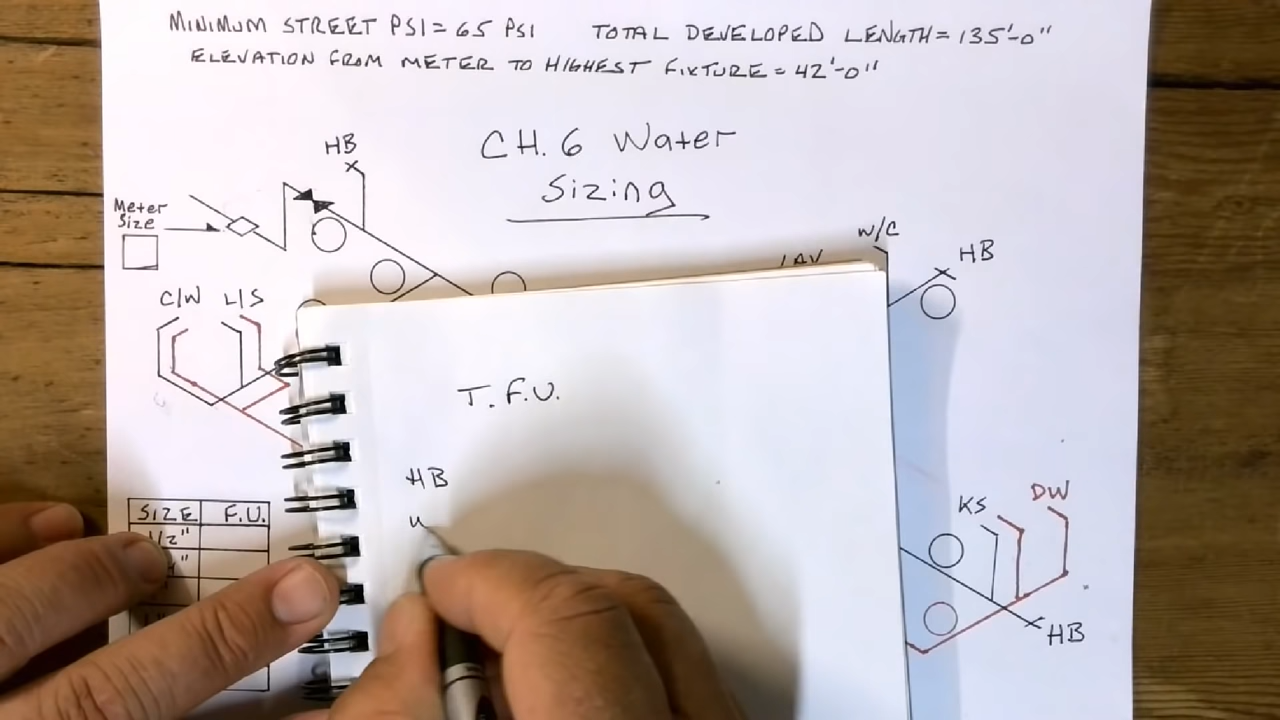 MINIMUM STREET PSI = 65 PSI TOTAL DEVELOPED LENGTH = 135'-0"
ELEVATION FROM METER TO HIGHEST FIXTURE = 42'-0"
CH. 6 Water
Sizing
HB
Meter
Size
W/C
HB
LAV
C/W L/S
T.F.U.
HB
KS DW
HB
SIZE F.U.
1/2"